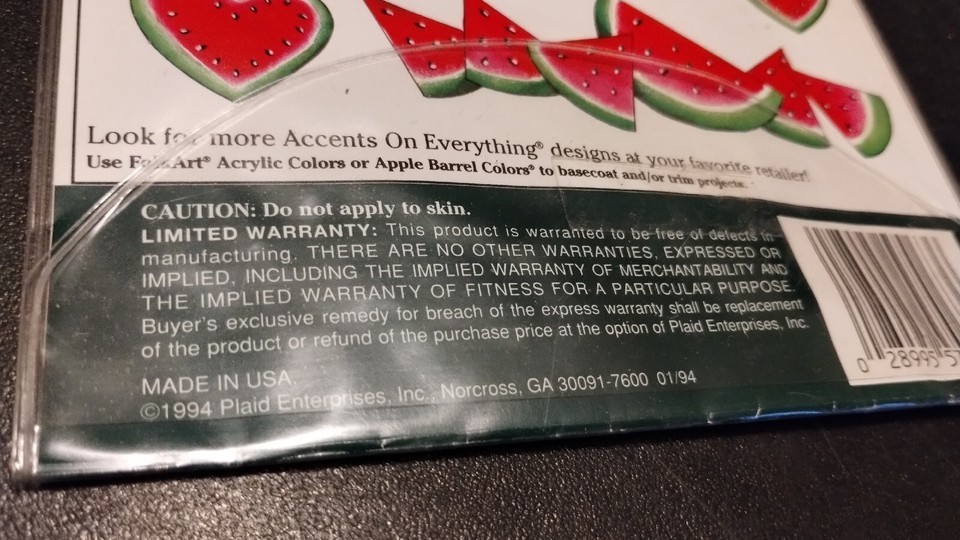 Look for more Accents On Everything® designs at your favorite retailer!
Use FolkArt® Acrylic Colors or Apple Barrel Colors® to basecoat and/or trim projects.
CAUTION: Do not apply to skin.
LIMITED WARRANTY: This product is warranted to be free of defects in
manufacturing. THERE ARE NO OTHER WARRANTIES, EXPRESSED OR
IMPLIED, INCLUDING THE IMPLIED WARRANTY OF MERCHANTABILITY AND
THE IMPLIED WARRANTY OF FITNESS FOR A PARTICULAR PURPOSE.
Buyer's exclusive remedy for breach of the express warranty shall be replacement
of the product or refund of the purchase price at the option of Plaid Enterprises, Inc.
MADE IN USA
©1994 Plaid Enterprises, Inc., Norcross, GA 30091-7600 01/94
0 28995 57